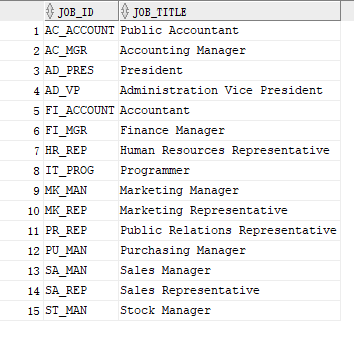 JOB_ID JOB_TITLE
1 AC_ACCOUNT Public Accountant
2 AC_MGR Accounting Manager
3 AD_PRES President
4 AD_VP Administration Vice President
5 FI_ACCOUNT Accountant
6 FI_MGR Finance Manager
7 HR_REP Human Resources Representative
8 IT_PROG Programmer
9 MK_MAN Marketing Manager
10 MK_REP Marketing Representative
11 PR_REP Public Relations Representative
12 PU_MAN Purchasing Manager
13 SA_MAN Sales Manager
14 SA_REP Sales Representative
15 ST_MAN Stock Manager